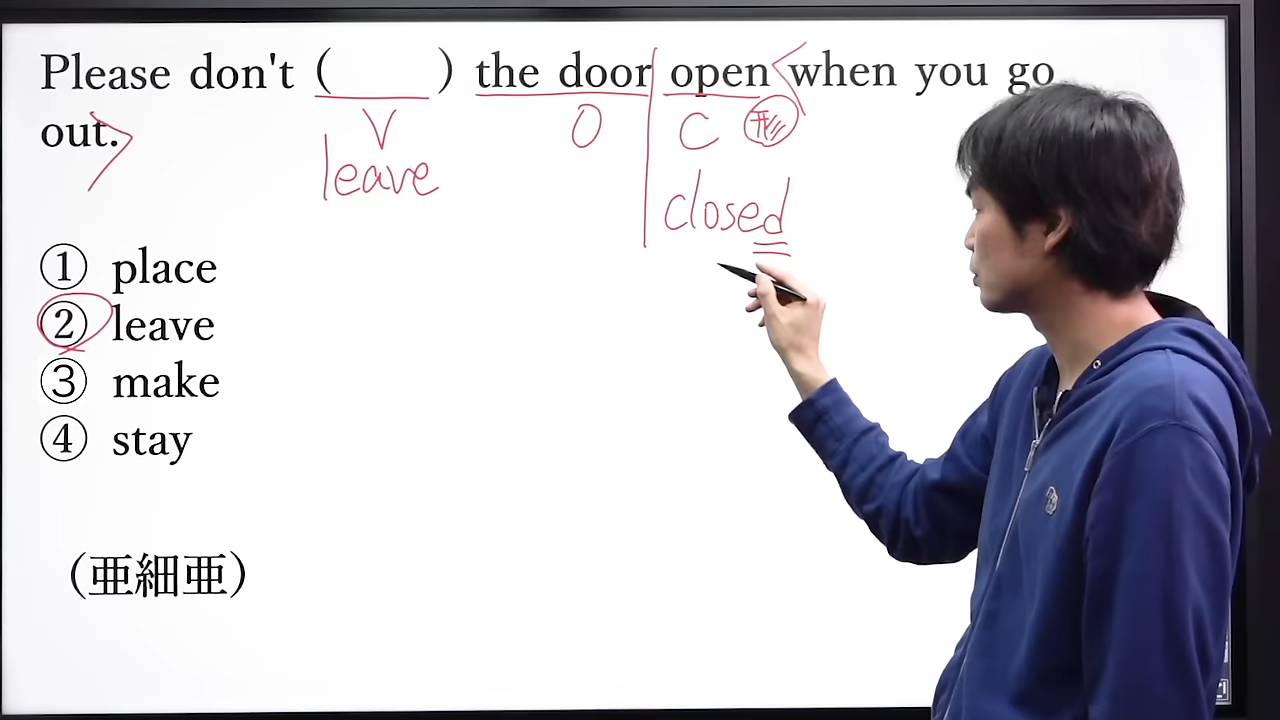 Please don't ( ) the door open when you go
out.
V
O
C
形
leave
closed
① place
② leave
③ make
④ stay
(亜細亜)